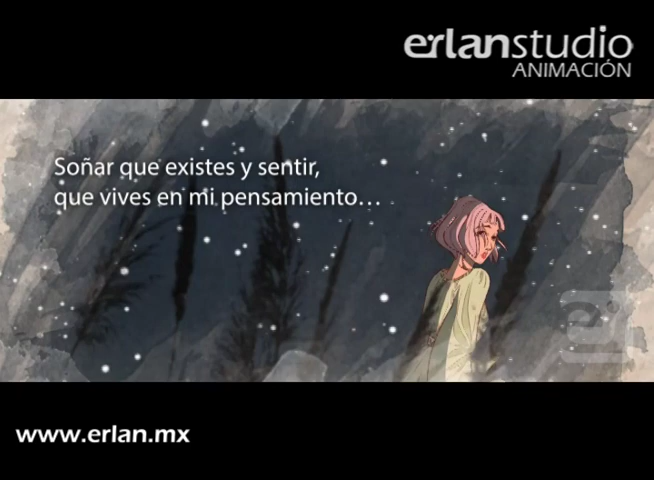 erlanstudio
ANIMACIÓN
Soñar que existes y sentir,
que vives en mi pensamiento…
www.erlan.mx